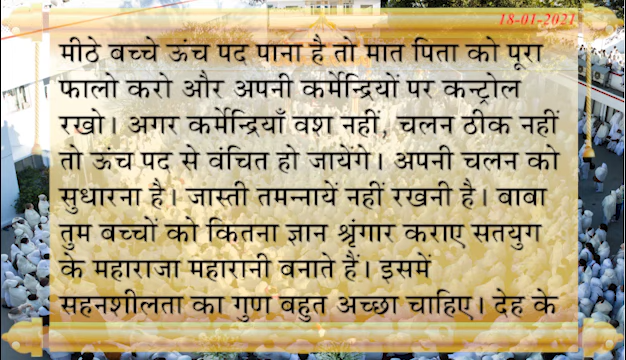 18-01-2021
मीठे बच्चे ऊंच पद पाना है तो मात पिता को पूरा
फालो करो और अपनी कर्मेन्द्रियों पर कन्ट्रोल
रखो। अगर कर्मेन्द्रियाँ वश नहीं, चलन ठीक नहीं
तो ऊंच पद से वंचित हो जायेंगे। अपनी चलन को
सुधारना है। जास्ती तमन्नायें नहीं रखनी है। बाबा
तुम बच्चों को कितना ज्ञान श्रृंगार कराए सतयुग
के महाराजा महारानी बनाते हैं। इसमें
सहनशीलता का गुण बहुत अच्छा चाहिए। देह के